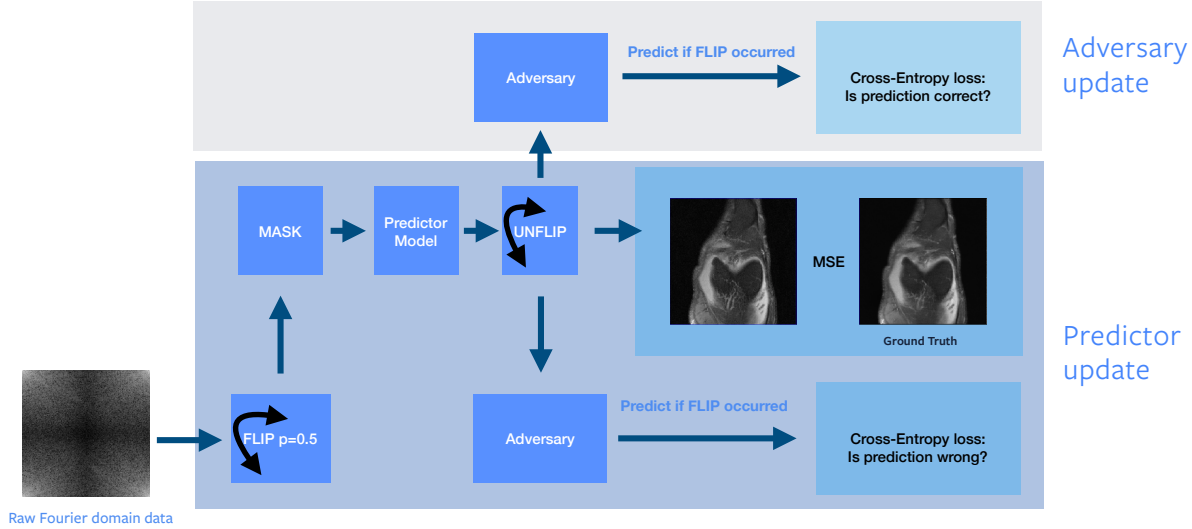 Adversary
Predict if FLIP occurred
Cross-Entropy loss:
Is prediction correct?
Adversary
update
MASK
Predictor
Model
UNFLIP
MSE
Ground Truth
Predictor
update
FLIP p=0.5
Adversary
Predict if FLIP occurred
Cross-Entropy loss:
Is prediction wrong?
Raw Fourier domain data